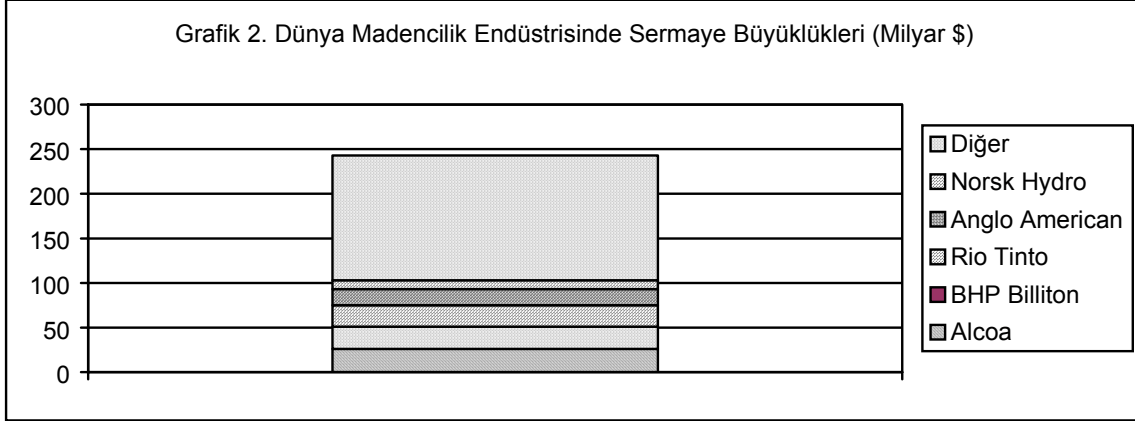 Grafik 2. Dünya Madencilik Endüstrisinde Sermaye Büyüklükleri (Milyar $)
300
250
200
150
100
50
0
Diğer
Norsk Hydro
Anglo American
Rio Tinto
BHP Billiton
Alcoa